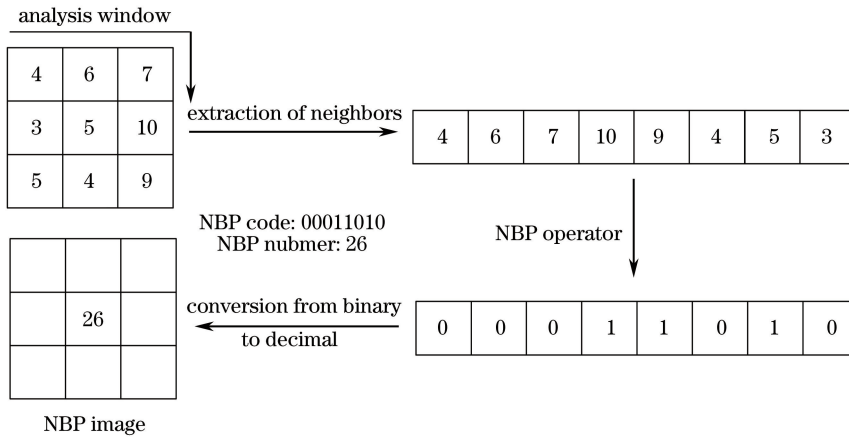 analysis window
4 6 7
3 5 10
5 4 9
extraction of neighbors
4 6 7 10 9 4 5 3
NBP code: 00011010
NBP nubmer: 26
NBP operator
26
conversion from binary
to decimal
0 0 0 1 1 0 1 0
NBP image